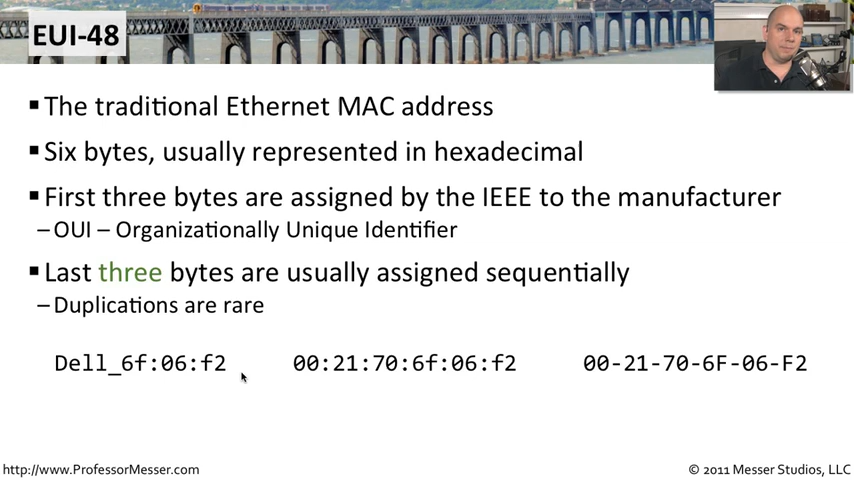 EUI-48
▪ The traditional Ethernet MAC address
▪ Six bytes, usually represented in hexadecimal
▪ First three bytes are assigned by the IEEE to the manufacturer
– OUI – Organizationally Unique Identifier
▪ Last three bytes are usually assigned sequentially
– Duplications are rare
Dell_6f:06:f2 00:21:70:6f:06:f2 00-21-70-6F-06-F2
http://www.ProfessorMesser.com © 2011 Messer Studios, LLC